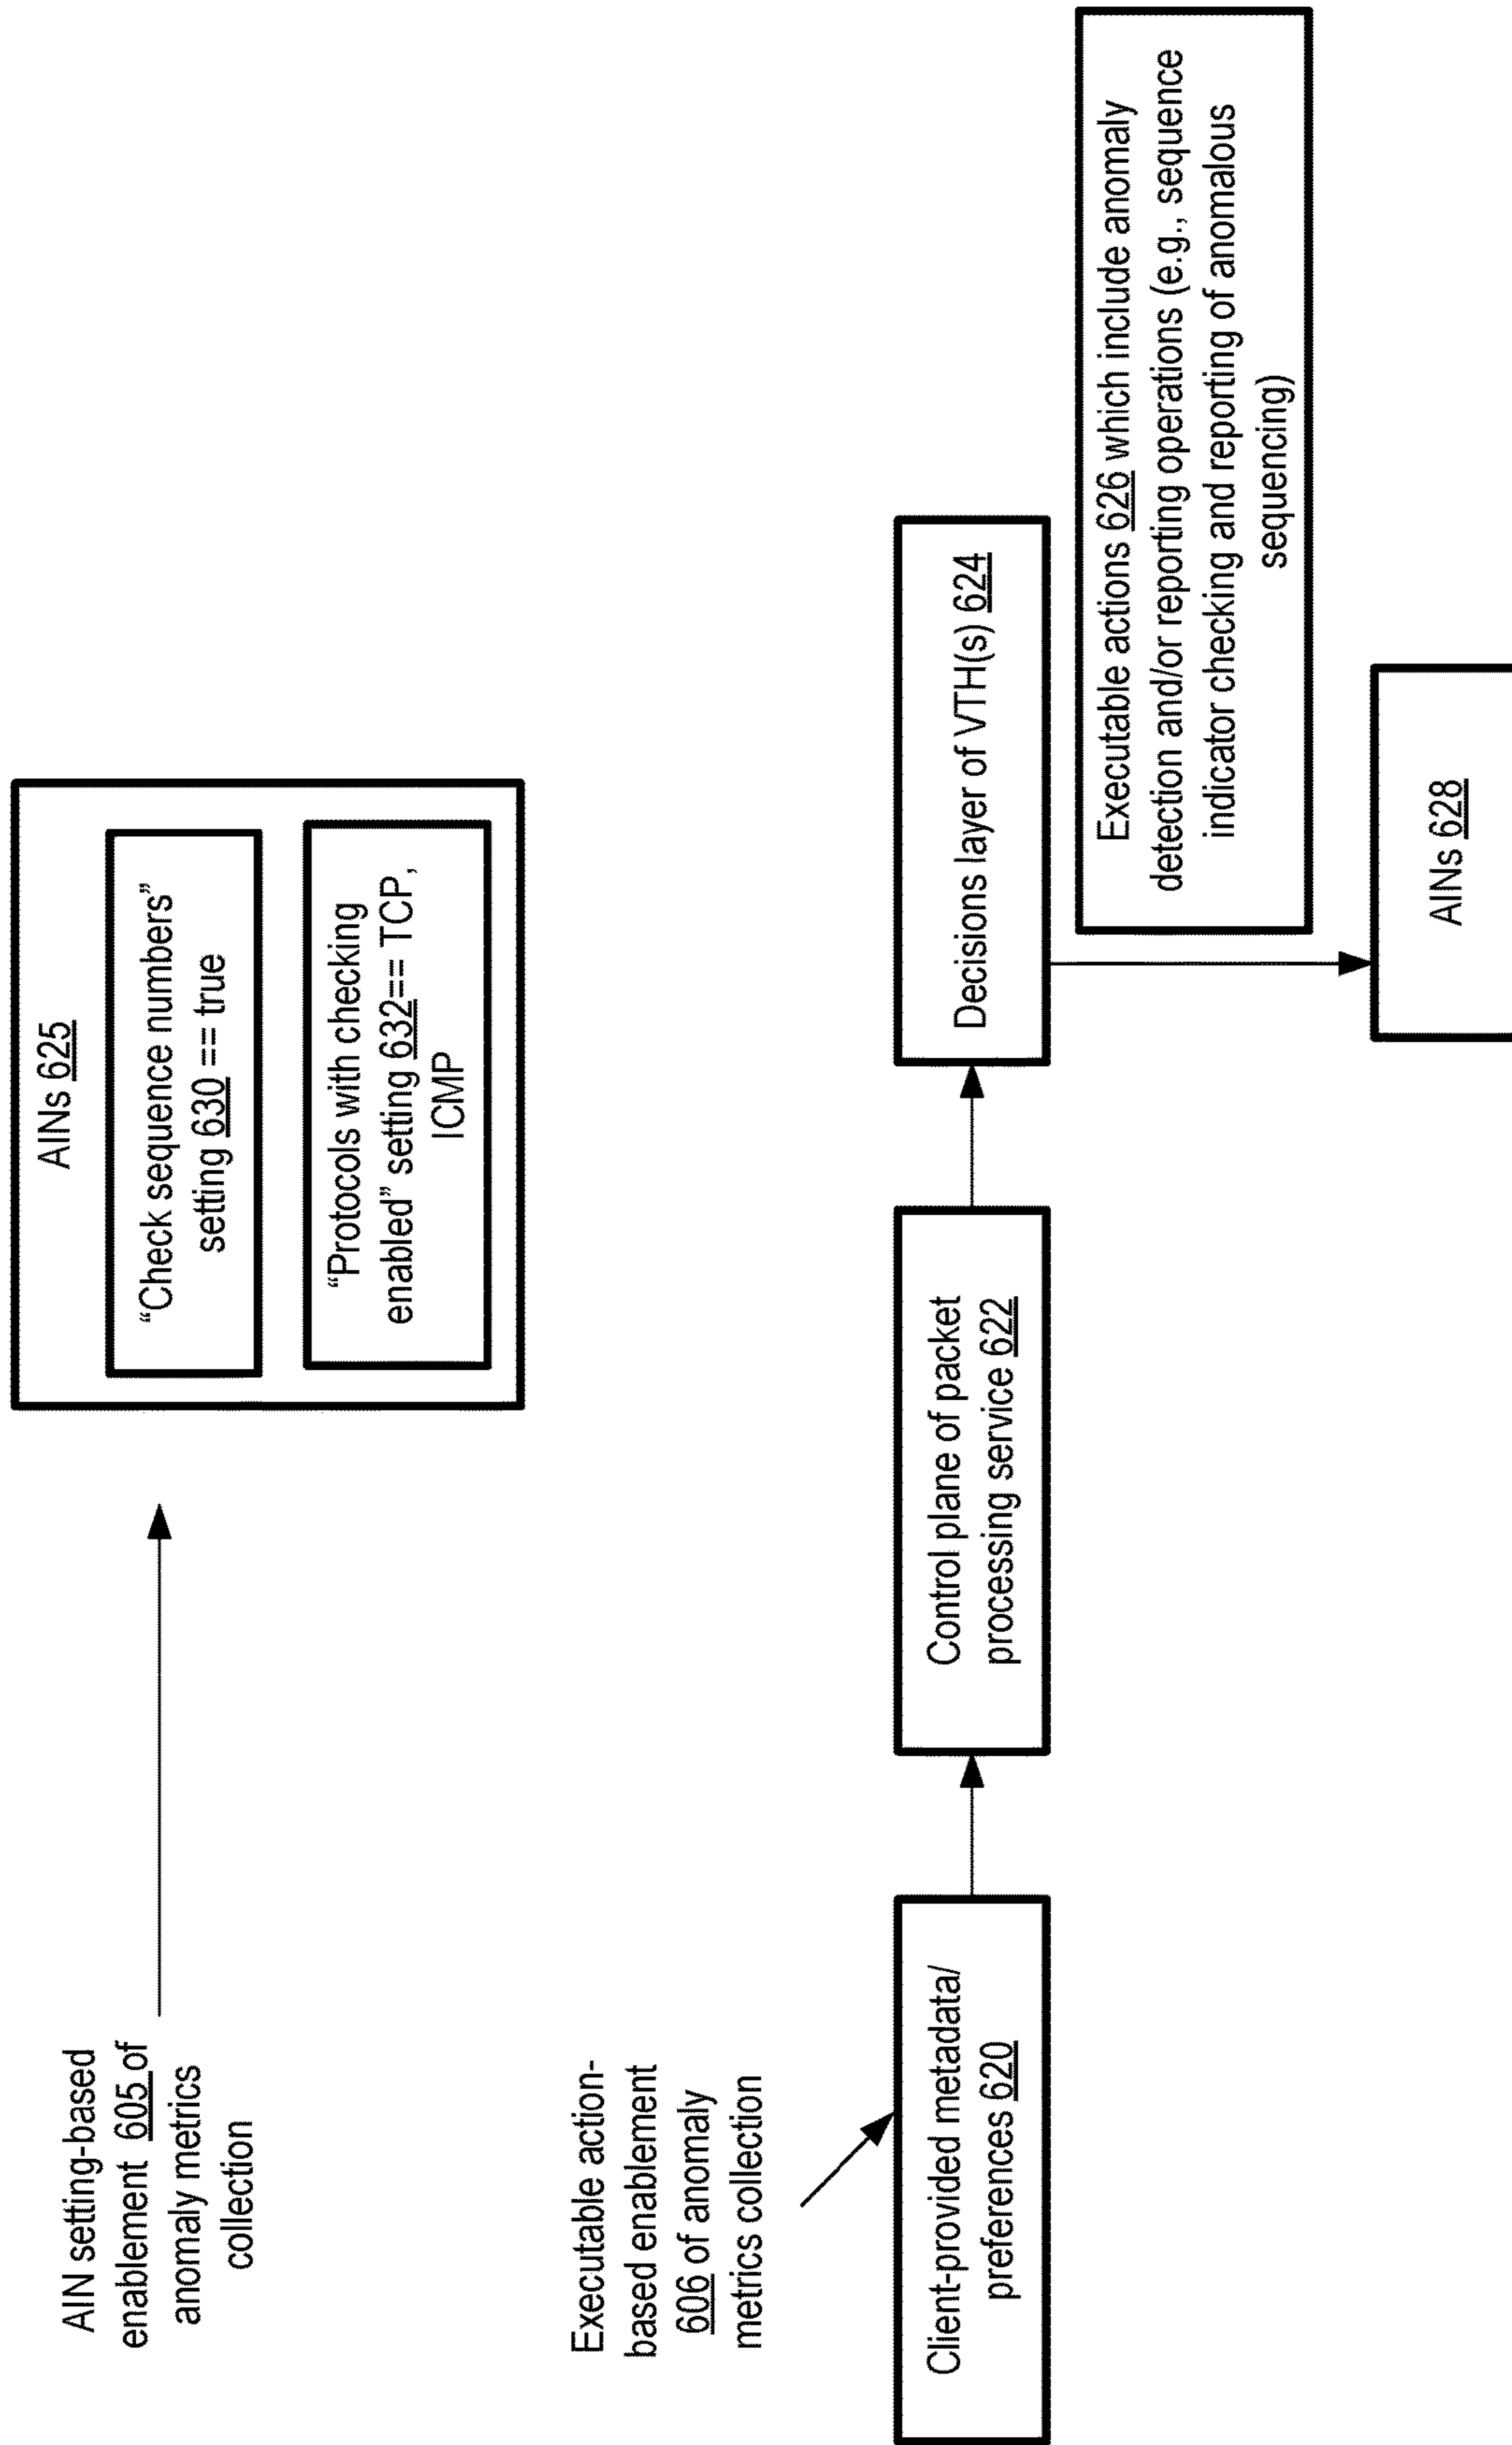 AIN setting-based
enablement 605 of
anomaly metrics
collection
AINs 625
“Check sequence numbers”
setting 630 == true
“Protocols with checking
enabled” setting 632== TCP,
ICMP
Executable action-
based enablement
606 of anomaly
metrics collection
Client-provided metadata/
preferences 620
Control plane of packet
processing service 622
Decisions layer of VTH(s) 624
Executable actions 626 which include anomaly
detection and/or reporting operations (e.g., sequence
indicator checking and reporting of anomalous
sequencing)
AINs 628